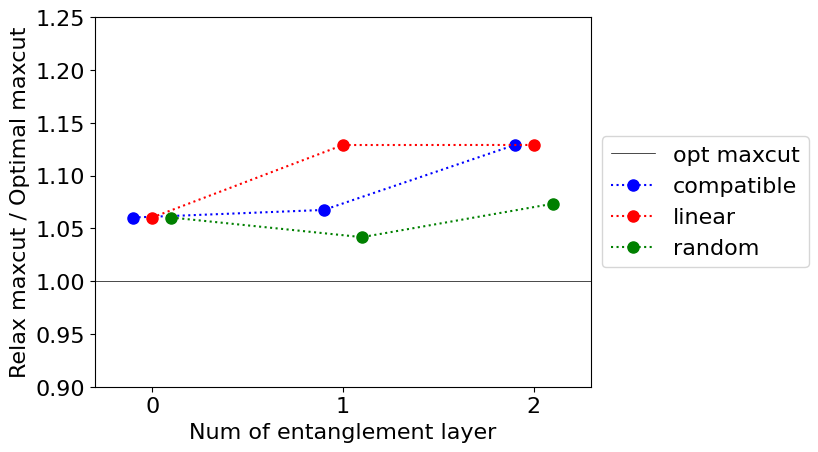 Relax maxcut / Optimal maxcut
1.25
1.20
1.15
1.10
1.05
1.00
0.95
0.90
0
1
2
Num of entanglement layer
opt maxcut
compatible
linear
random